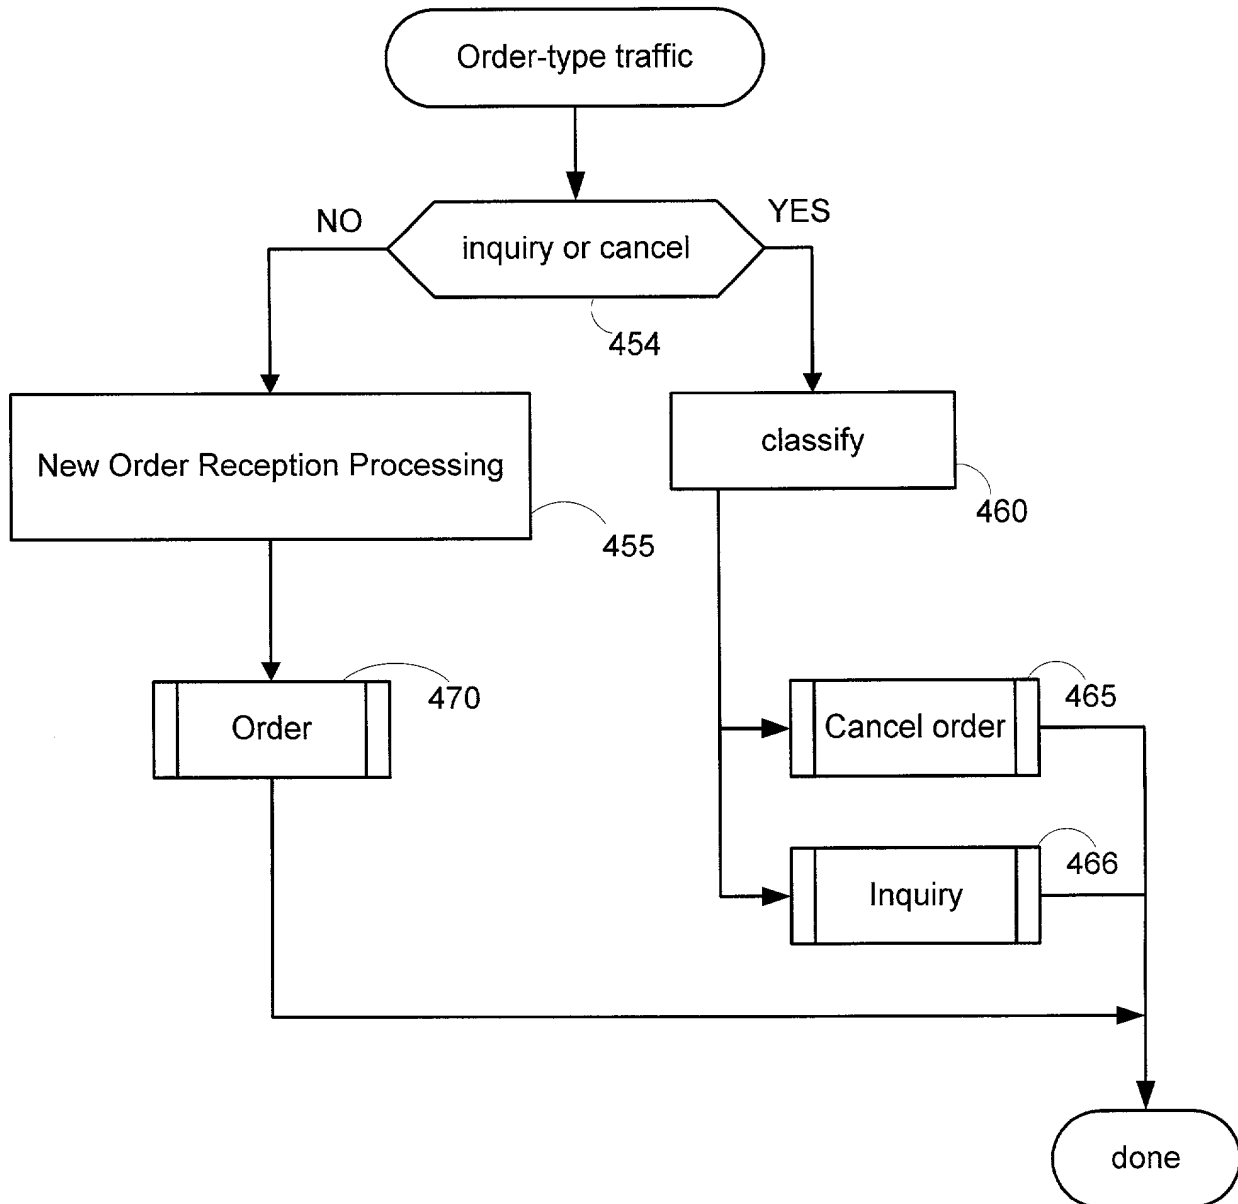 Order-type traffic
NO
YES
inquiry or cancel
454
New Order Reception Processing
455
classify
460
Order
470
Cancel order
465
Inquiry
466
done